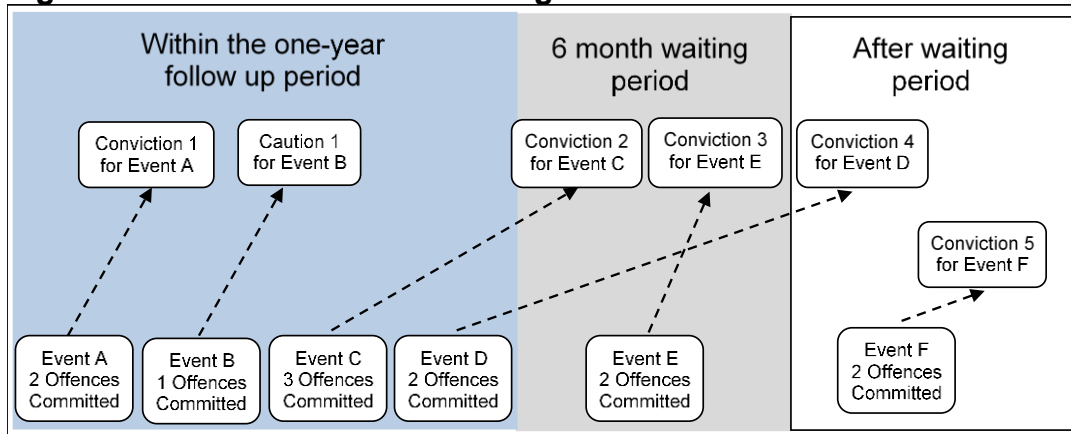 Within the one-year
follow up period
6 month waiting
period
After waiting
period
Conviction 1
for Event A
Caution 1
for Event B
Conviction 2
for Event C
Conviction 3
for Event E
Conviction 4
for Event D
Conviction 5
for Event F
Event A
2 Offences
Committed
Event B
1 Offences
Committed
Event C
3 Offences
Committed
Event D
2 Offences
Committed
Event E
2 Offences
Committed
Event F
2 Offences
Committed